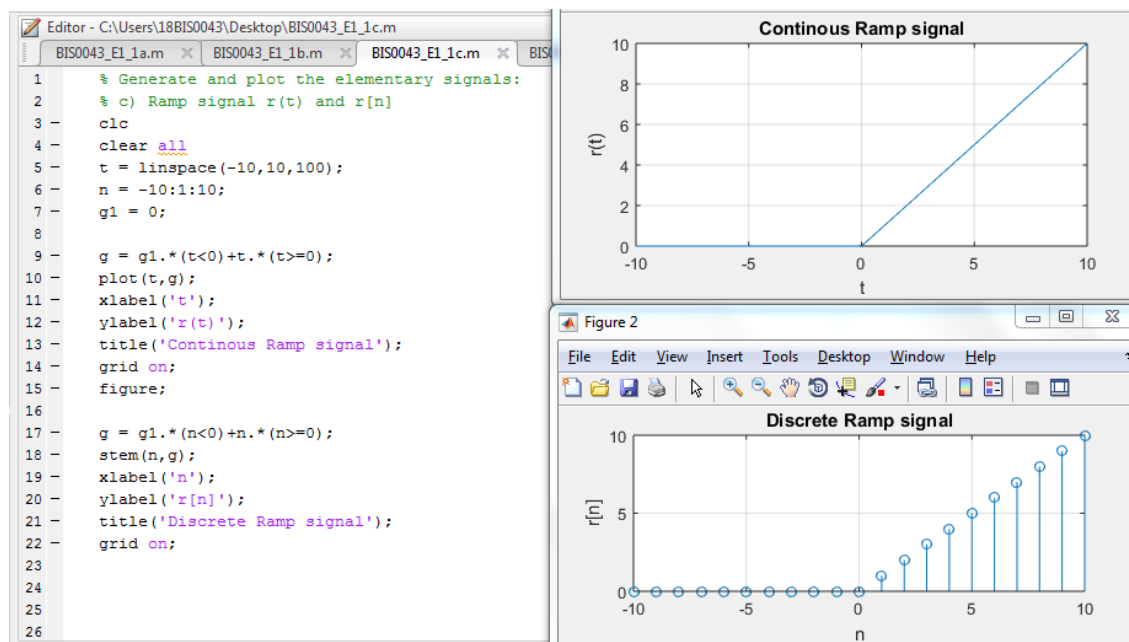 Editor - C:\Users\18BIS0043\Desktop\BIS0043_E1_1c.m
BIS0043_E1_1a.m × BIS0043_E1_1b.m × BIS0043_E1_1c.m × BIS
1 % Generate and plot the elementary signals:
2 % c) Ramp signal r(t) and r[n]
3 – clc
4 – clear all
5 – t = linspace(-10,10,100);
6 – n = -10:1:10;
7 – g1 = 0;
8
9 – g = g1.*(t<0)+t.*(t>=0);
10 – plot(t,g);
11 – xlabel('t');
12 – ylabel('r(t)');
13 – title('Continous Ramp signal');
14 – grid on;
15 – figure;
16
17 – g = g1.*(n<0)+n.*(n>=0);
18 – stem(n,g);
19 – xlabel('n');
20 – ylabel('r[n]');
21 – title('Discrete Ramp signal');
22 – grid on;
23
24
25
26
Continous Ramp signal
r(t)
10
8
6
4
2
0
-10 -5 0 5 10
t
Figure 2
File Edit View Insert Tools Desktop Window Help
Discrete Ramp signal
r[n]
10
5
0
-10 -5 0 5 10
n